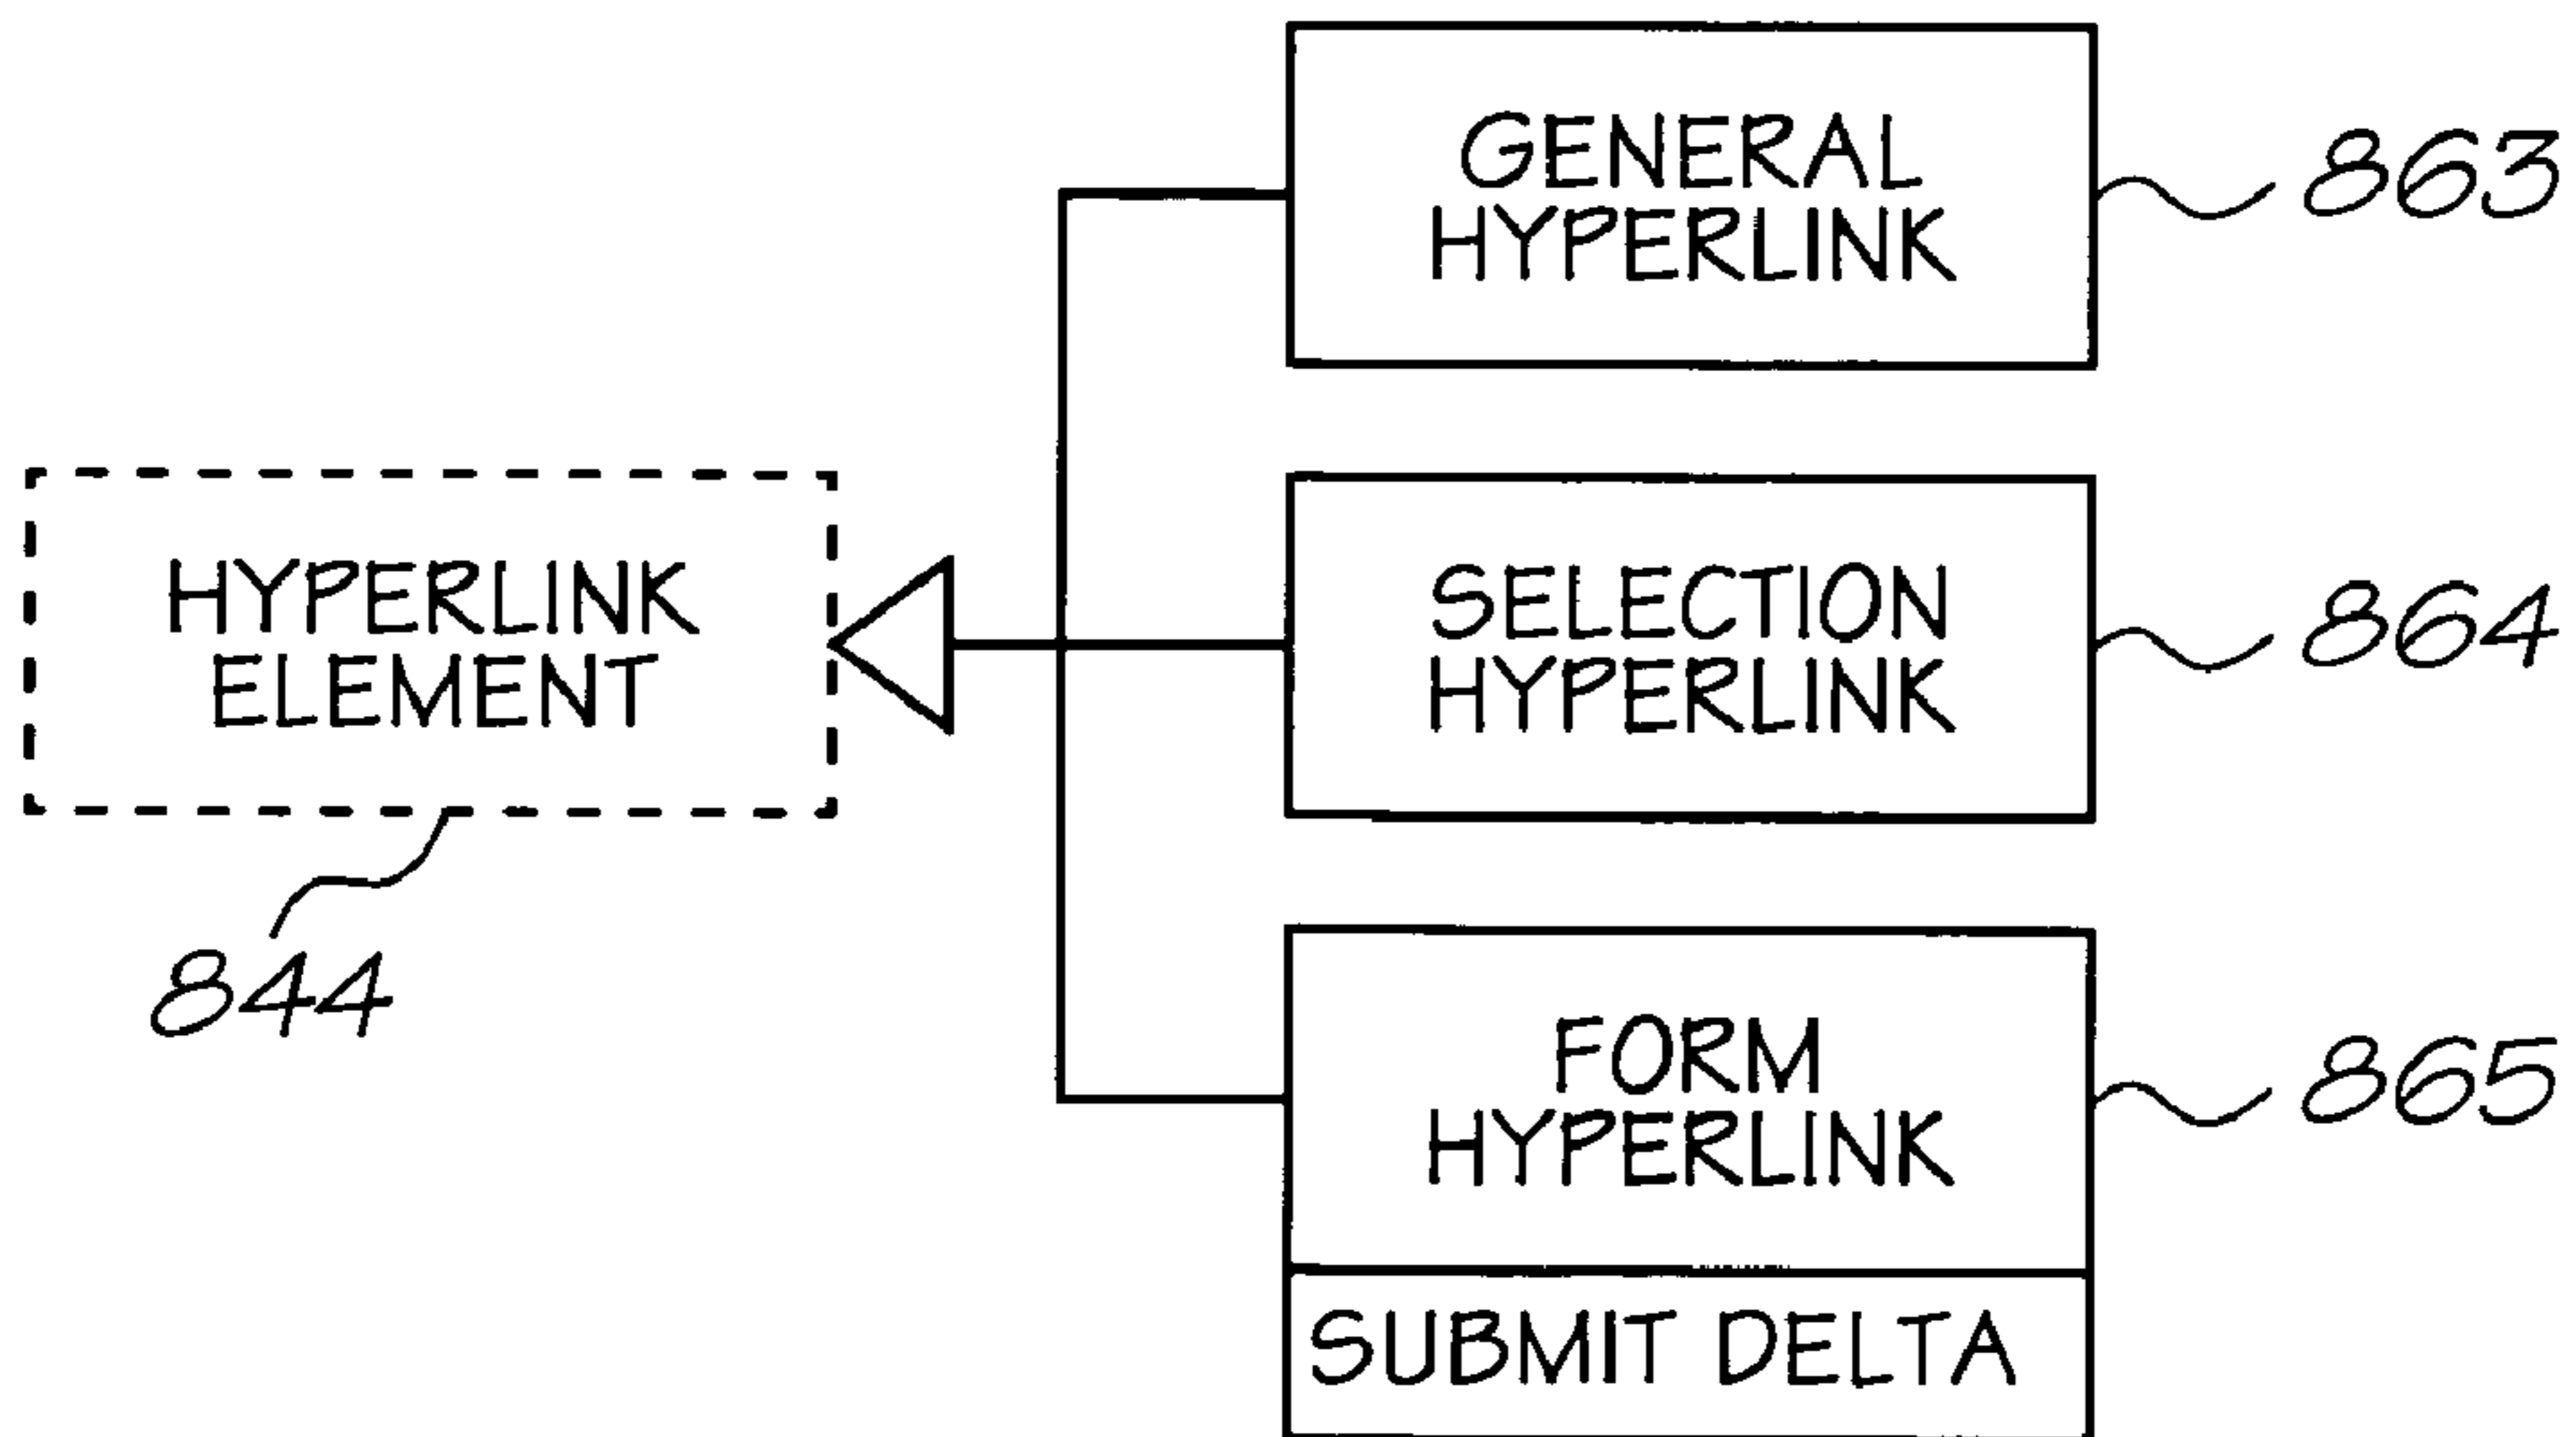 GENERAL
HYPERLINK
863
HYPERLINK
ELEMENT
844
SELECTION
HYPERLINK
864
FORM
HYPERLINK
865
SUBMIT DELTA